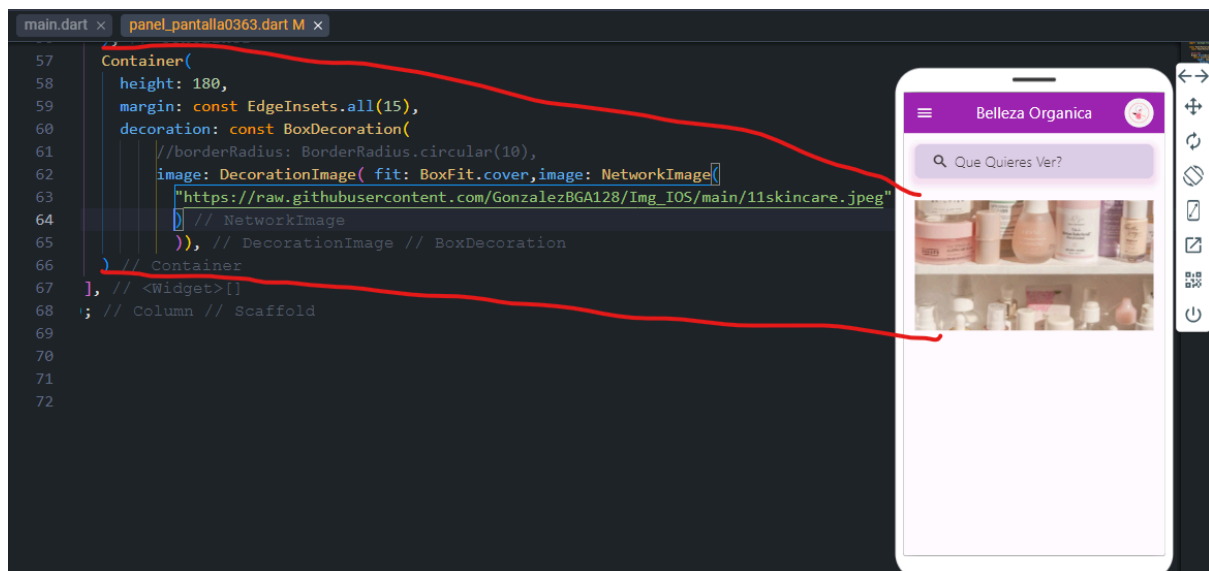 main.dart × panel_pantalla0363.dart M ×
57 Container(
58 height: 180,
59 margin: const EdgeInsets.all(15),
60 decoration: const BoxDecoration(
61 //borderRadius: BorderRadius.circular(10),
62 image: DecorationImage( fit: BoxFit.cover,image: NetworkImage(
63 "https://raw.githubusercontent.com/GonzalezBGA128/Img_IOS/main/11skincare.jpeg"
64 ) // NetworkImage
65 )), // DecorationImage // BoxDecoration
66 ) // Container
67 ], // <Widget>[]
68 ; // Column // Scaffold
69
70
71
72
Belleza Organica
Que Quieres Ver?